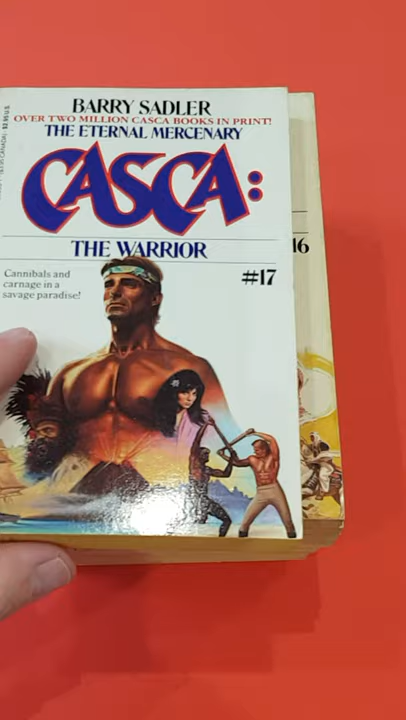 BARRY SADLER
OVER TWO MILLION CASCA BOOKS IN PRINT!
THE ETERNAL MERCENARY
CASCA:
THE WARRIOR
#17
Cannibals and
carnage in a
savage paradise!
16